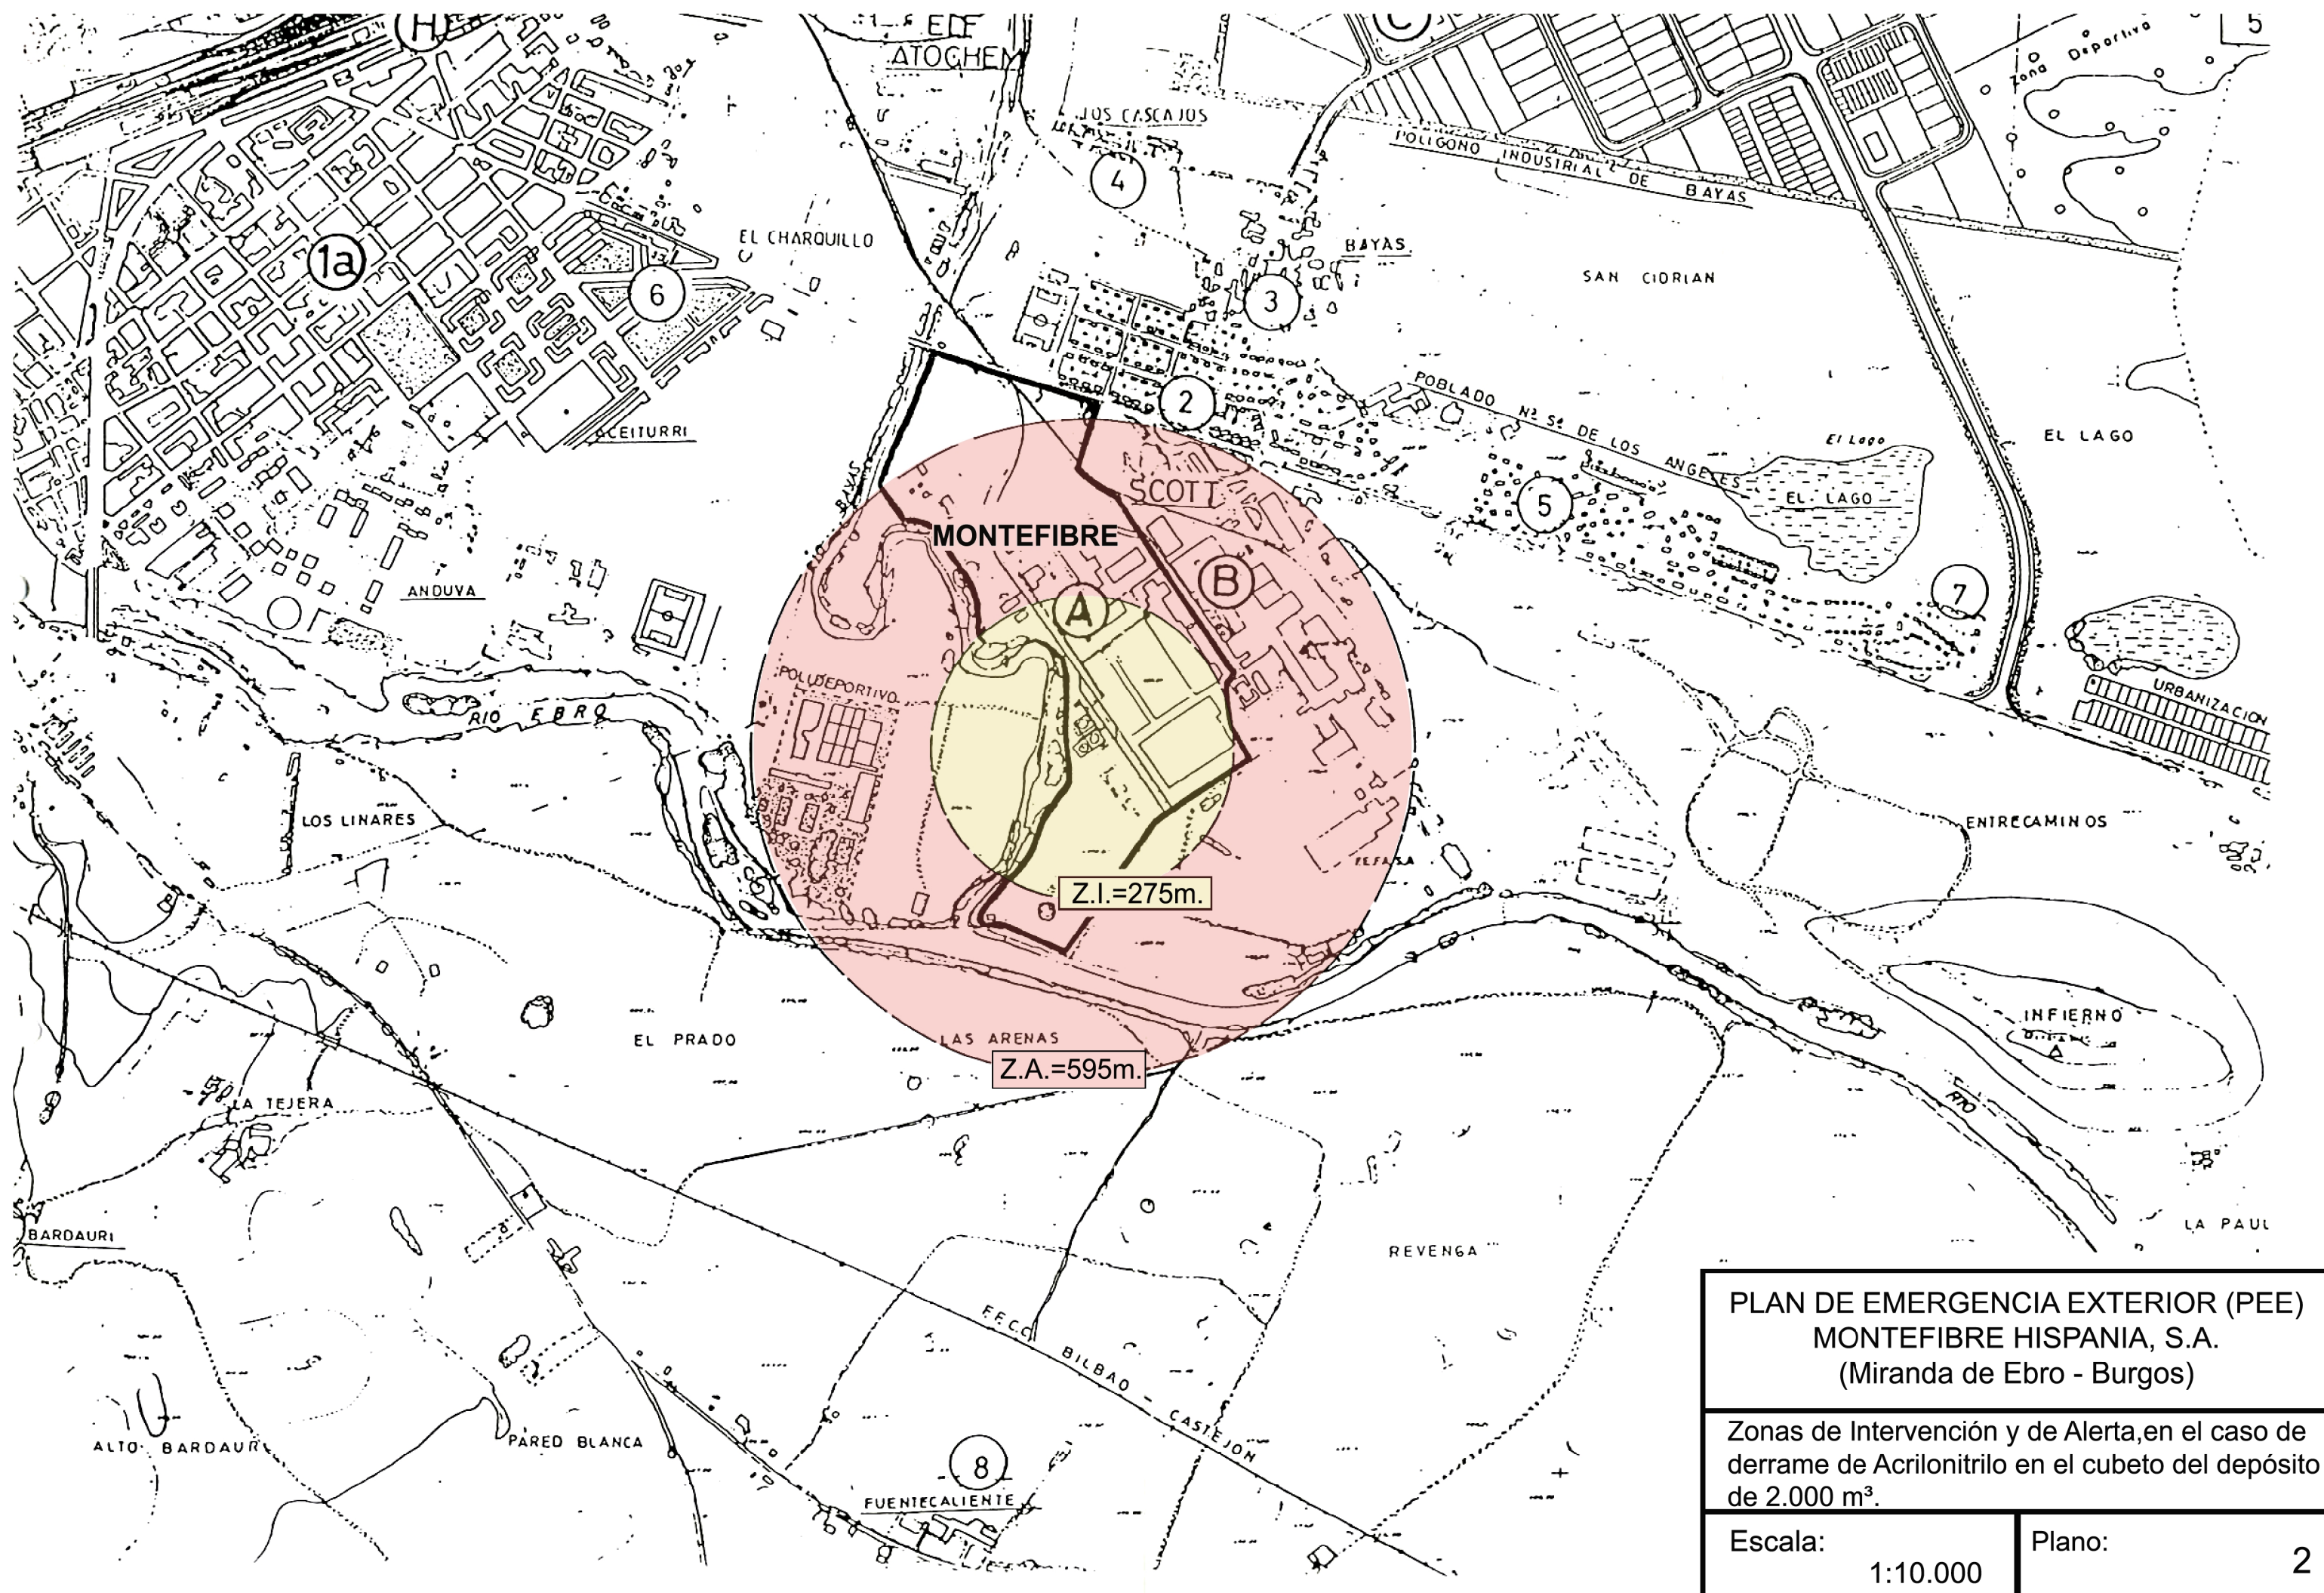 H
ELF
ATOCHEM
C
5
Zona Deportiva
LOS CASCAJOS
4
POLIGONO INDUSTRIAL DE BAYAS
1a
EL CHARQUILLO
6
BAYAS
3
SAN CIDRIAN
2
POBLADO Nª Sª DE LOS ANGELES
ACEITURRI
El Lago
EL LAGO
EL LAGO
BAYAS
SCOTT
5
MONTEFIBRE
ANDUVA
A
B
7
POLIDEPORTIVO
RIO EBRO
URBANIZACION
LOS LINARES
ENTRECAMINOS
FEFASA
Z.I.=275m.
EL PRADO
LAS ARENAS
INFIERNO
Z.A.=595m.
LA TEJERA
RIO
BARDAURI
LA PAUL
REVENGA
F.F.C.C. BILBAO - CASTEJON
ALTO BARDAURI
PARED BLANCA
8
FUENTECALIENTE
PLAN DE EMERGENCIA EXTERIOR (PEE)
MONTEFIBRE HISPANIA, S.A.
(Miranda de Ebro - Burgos)
Zonas de Intervención y de Alerta,en el caso de
derrame de Acrilonitrilo en el cubeto del depósito
de 2.000 m³.
Escala:
1:10.000
Plano:
2